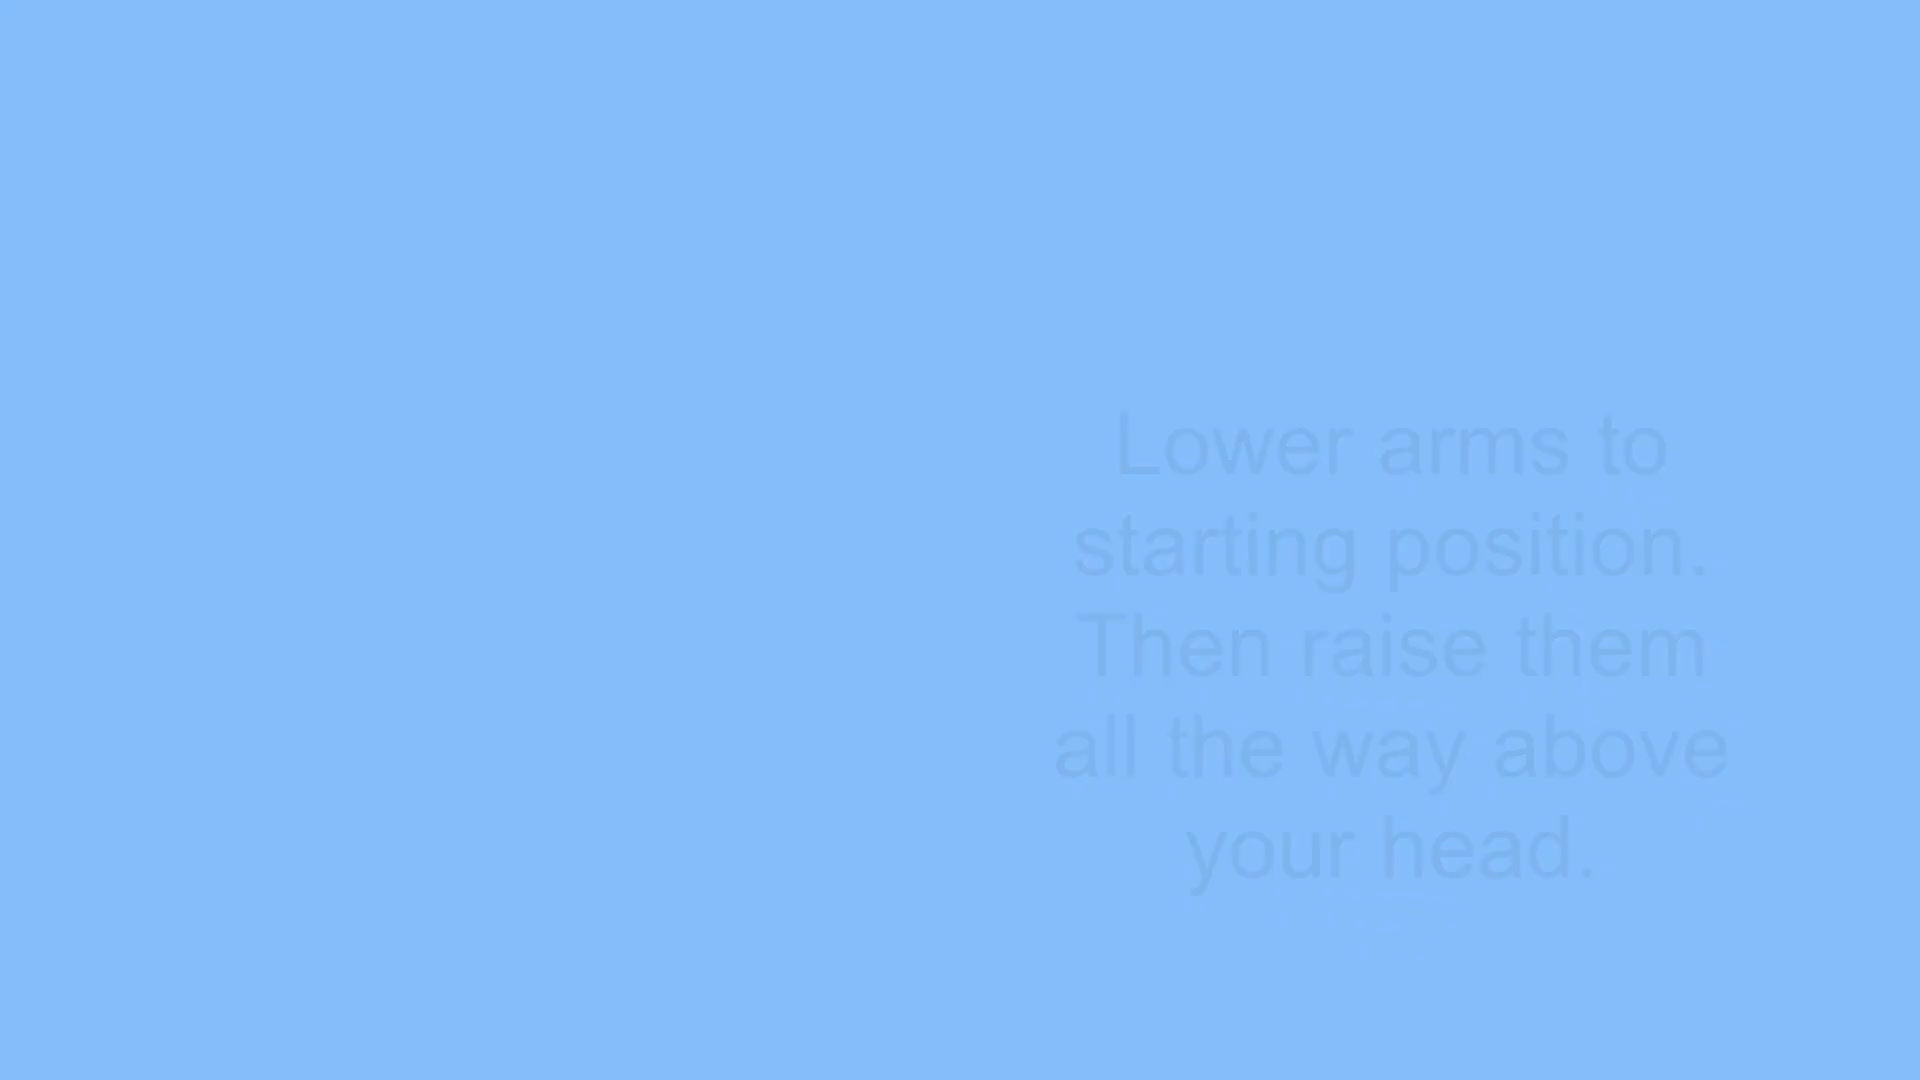 Lower arms to
starting position.
Then raise them
all the way above
your head.